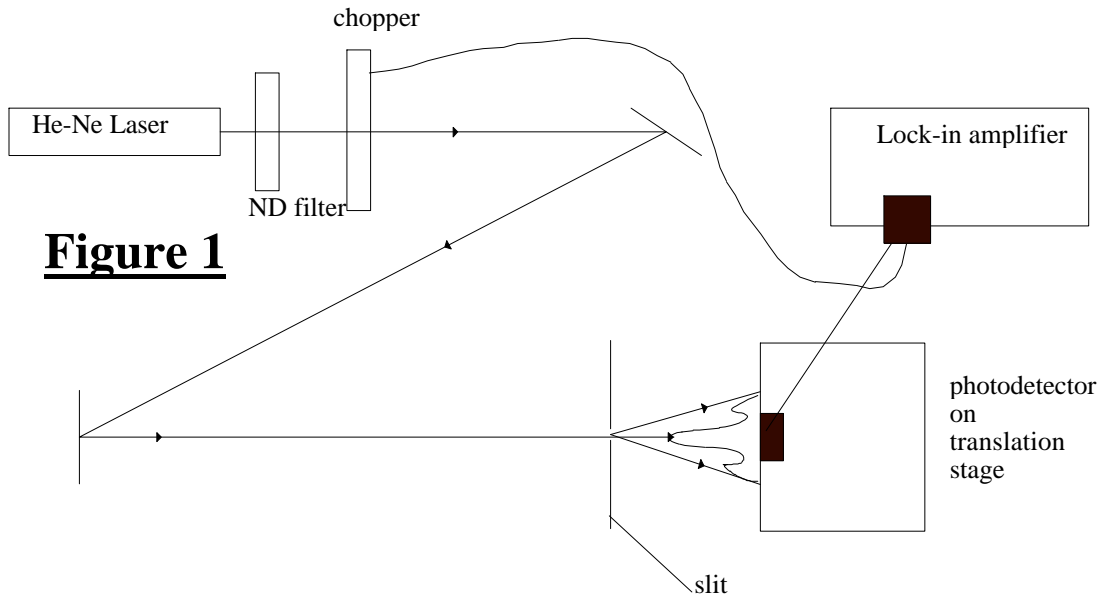 chopper
He-Ne Laser
Lock-in amplifier
ND filter
Figure 1
photodetector
on
translation
stage
slit